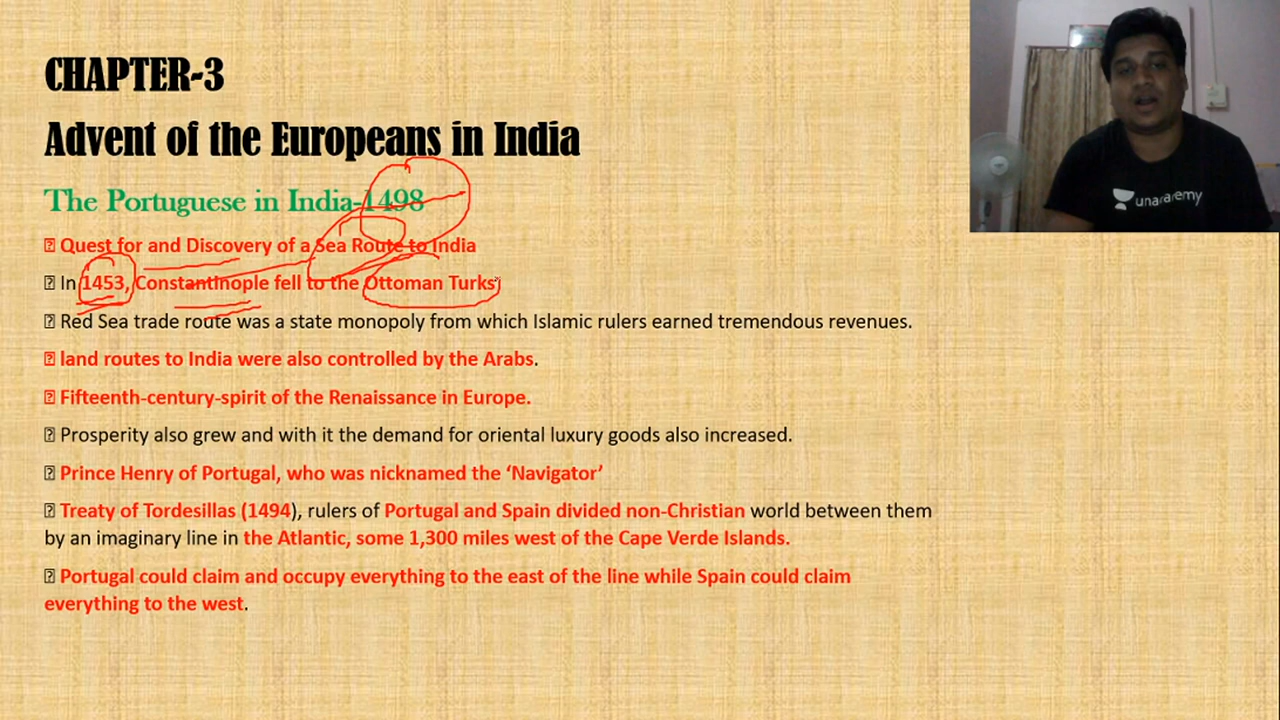 CHAPTER-3
Advent of the Europeans in India
The Portuguese in India-1498
Quest for and Discovery of a Sea Route to India
In 1453, Constantinople fell to the Ottoman Turks,
Red Sea trade route was a state monopoly from which Islamic rulers earned tremendous revenues.
land routes to India were also controlled by the Arabs.
Fifteenth-century-spirit of the Renaissance in Europe.
Prosperity also grew and with it the demand for oriental luxury goods also increased.
Prince Henry of Portugal, who was nicknamed the ‘Navigator’
Treaty of Tordesillas (1494), rulers of Portugal and Spain divided non-Christian world between them
by an imaginary line in the Atlantic, some 1,300 miles west of the Cape Verde Islands.
Portugal could claim and occupy everything to the east of the line while Spain could claim
everything to the west.
unacademy